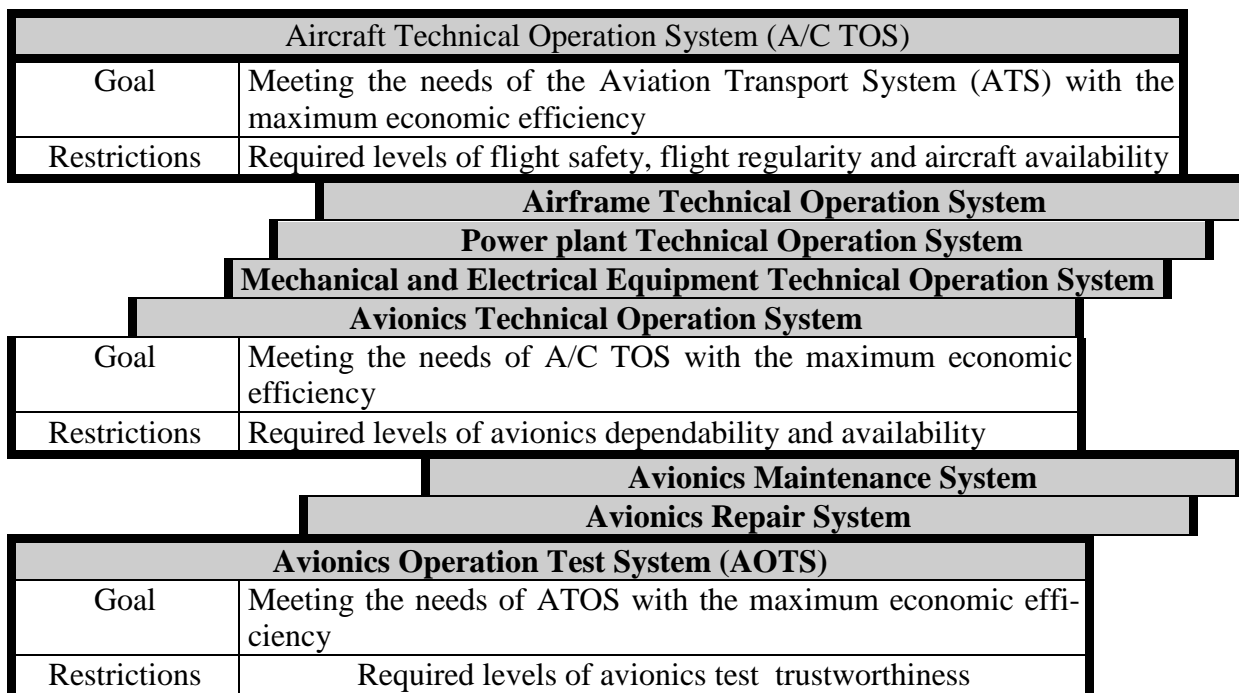 Aircraft Technical Operation System (A/C TOS)
Goal Meeting the needs of the Aviation Transport System (ATS) with the
maximum economic efficiency
Restrictions Required levels of flight safety, flight regularity and aircraft availability
Airframe Technical Operation System
Power plant Technical Operation System
Mechanical and Electrical Equipment Technical Operation System
Avionics Technical Operation System
Goal Meeting the needs of A/C TOS with the maximum economic
efficiency
Restrictions Required levels of avionics dependability and availability
Avionics Maintenance System
Avionics Repair System
Avionics Operation Test System (AOTS)
Goal Meeting the needs of ATOS with the maximum economic effi-
ciency
Restrictions Required levels of avionics test trustworthiness